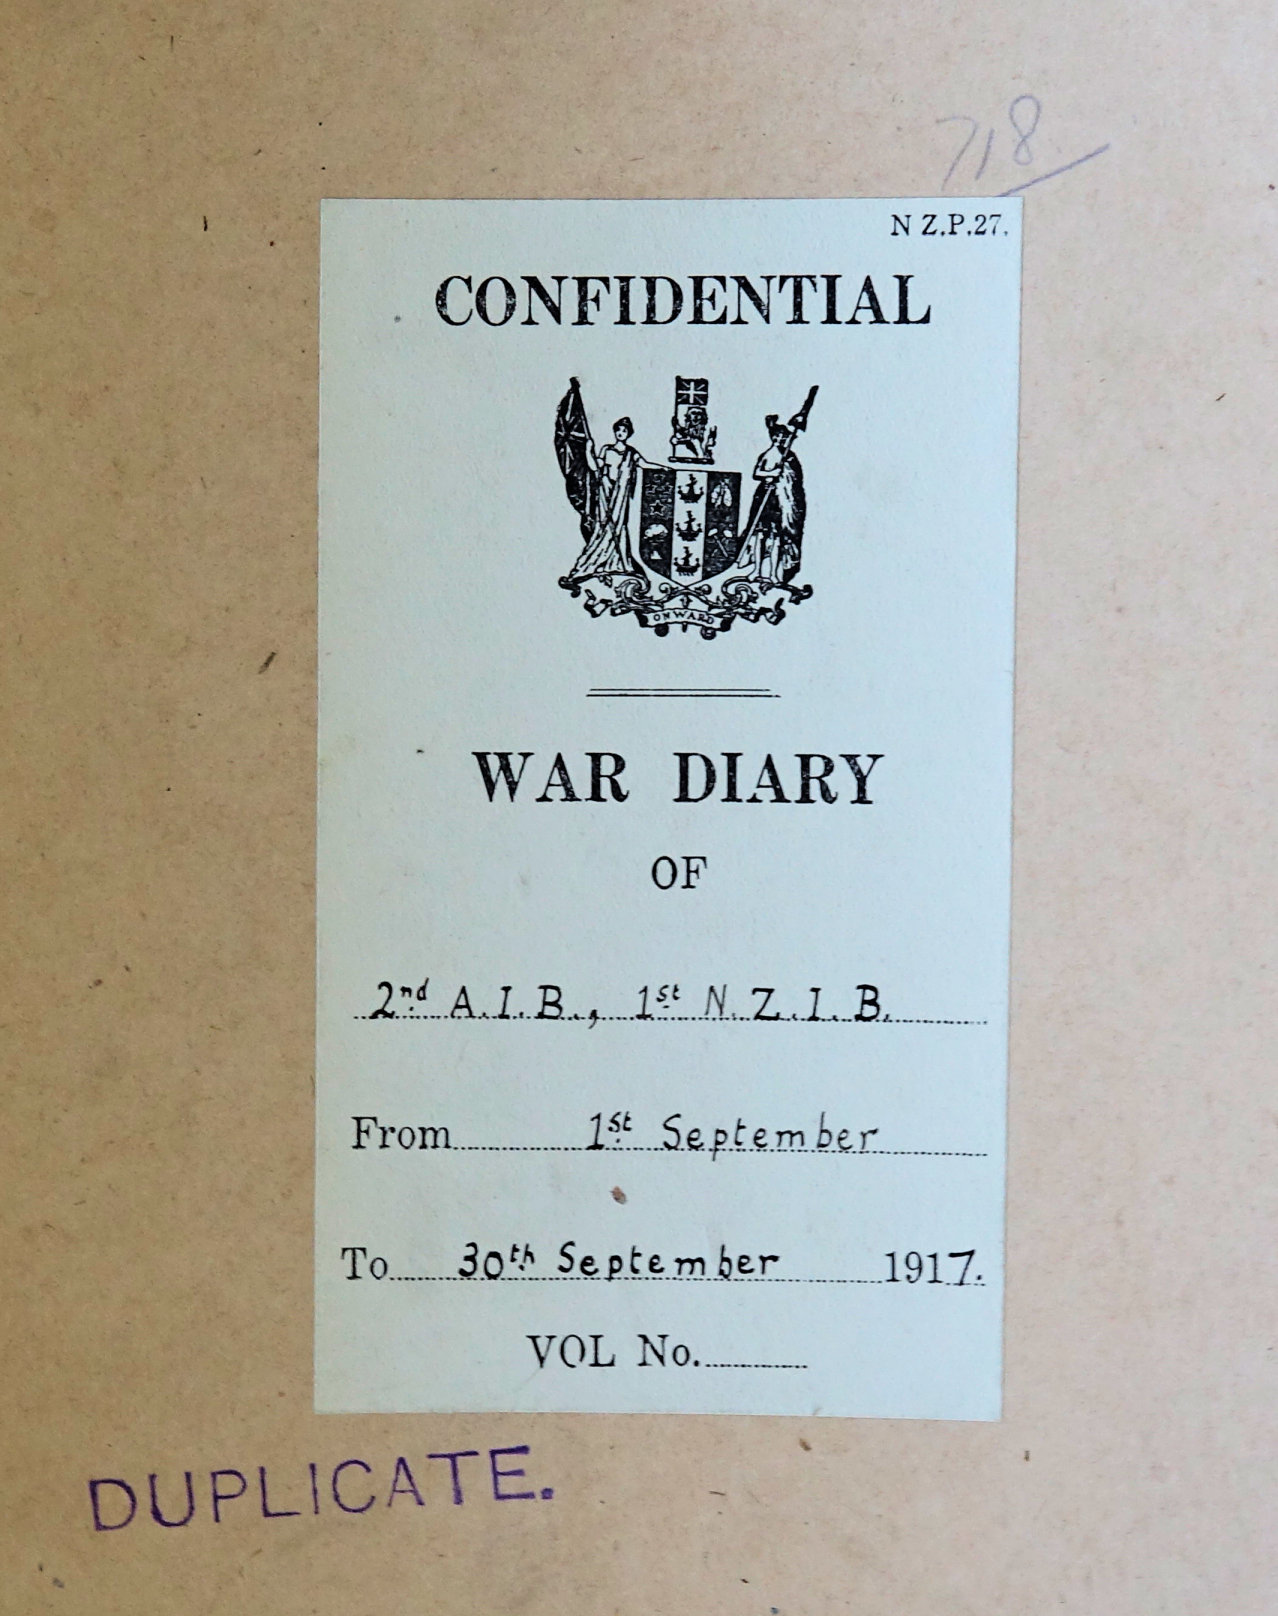 718
N Z.P.27.
CONFIDENTIAL
ONWARD
WAR DIARY
OF
2nd A.I.B., 1st N.Z.I.B.
From 1st September
To 30th September 1917.
VOL No.
DUPLICATE.